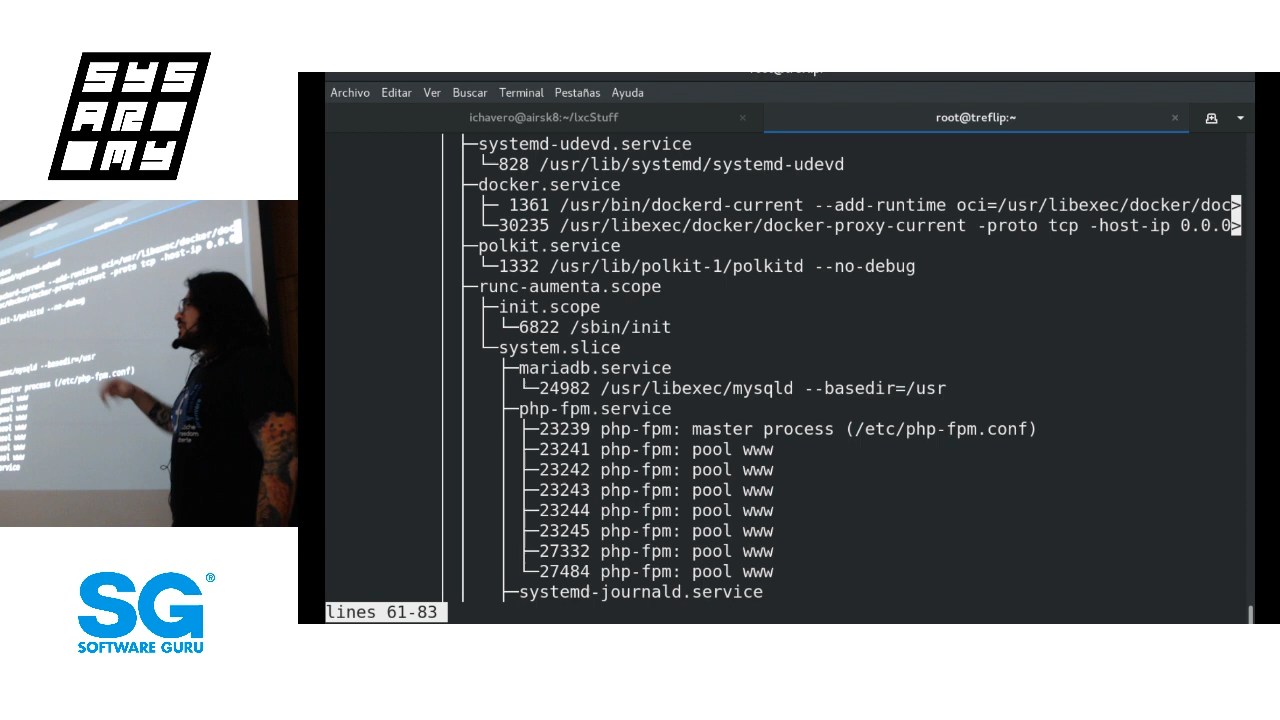 SYS
AR
MY
root@treflip:~
Archivo Editar Ver Buscar Terminal Pestañas Ayuda
ichavero@airsk8:~/lxcStuff × root@treflip:~ ×
├─systemd-udevd.service
└─828 /usr/lib/systemd/systemd-udevd
├─docker.service
├─ 1361 /usr/bin/dockerd-current --add-runtime oci=/usr/libexec/docker/doc>
└─30235 /usr/libexec/docker/docker-proxy-current -proto tcp -host-ip 0.0.0>
├─polkit.service
└─1332 /usr/lib/polkit-1/polkitd --no-debug
├─runc-aumenta.scope
├─init.scope
└─6822 /sbin/init
└─system.slice
├─mariadb.service
└─24982 /usr/libexec/mysqld --basedir=/usr
├─php-fpm.service
├─23239 php-fpm: master process (/etc/php-fpm.conf)
├─23241 php-fpm: pool www
├─23242 php-fpm: pool www
├─23243 php-fpm: pool www
├─23244 php-fpm: pool www
├─23245 php-fpm: pool www
├─27332 php-fpm: pool www
└─27484 php-fpm: pool www
├─systemd-journald.service
lines 61-83
SG®
SOFTWARE GURU